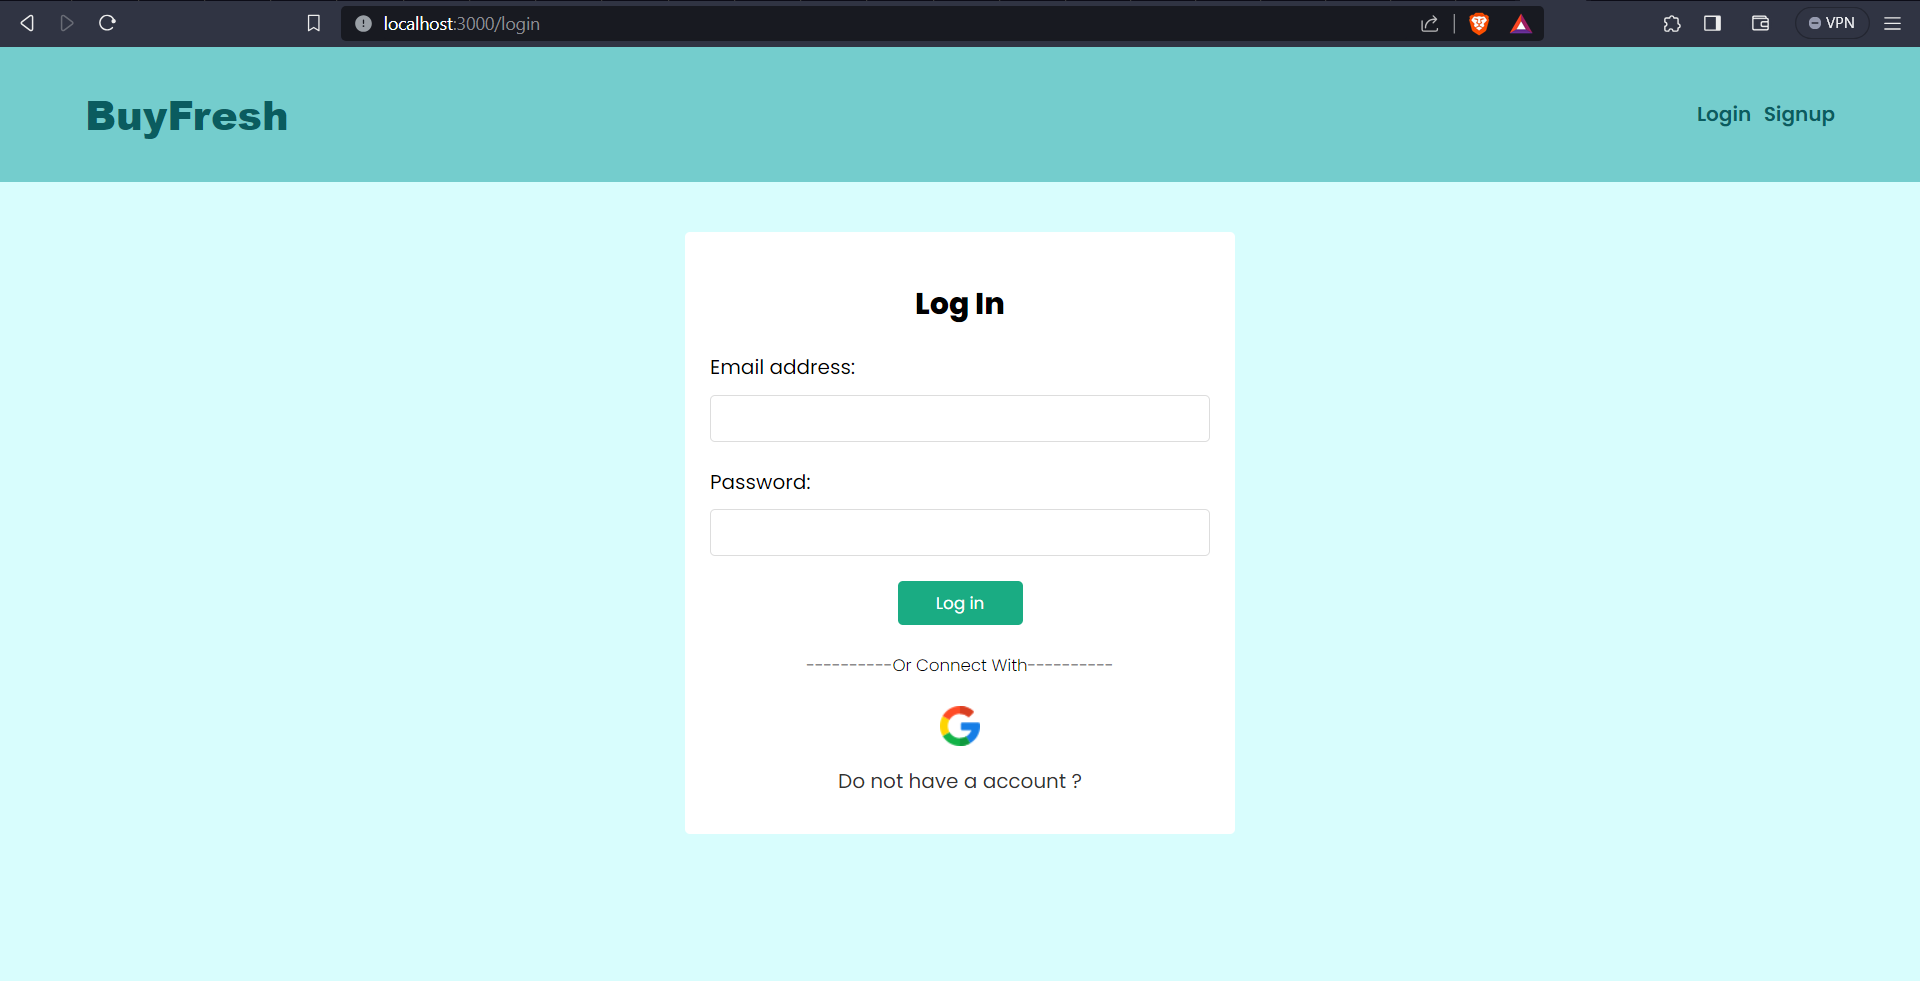 localhost:3000/login
VPN
BuyFresh
Login Signup
Log In
Email address:
Password:
Log in
----------Or Connect With----------
Do not have a account ?